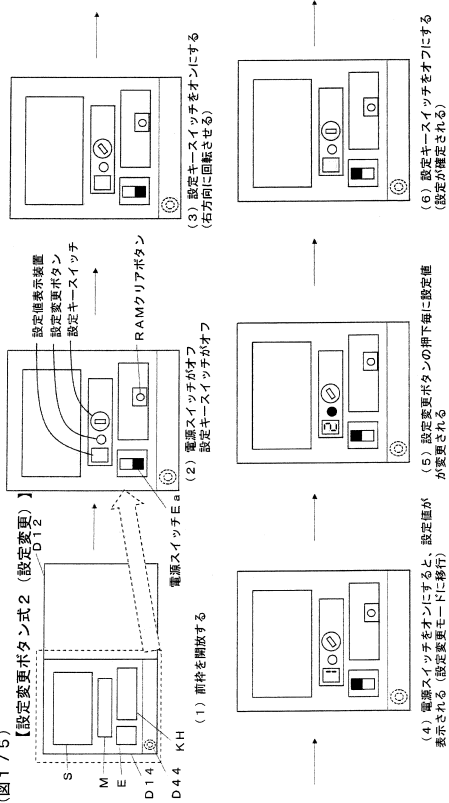 (図1/5)
【設定変更ボタン式2(設定変更)】
D12
S
M
E
D14
D44
KH
(1)前枠を開放する
設定値表示装置
設定変更ボタン
設定キースイッチ
RAMクリアボタン
電源スイッチEa
(2)電源スイッチがオフ
設定キースイッチがオフ
(3)設定キースイッチをオンにする
(右方向に回転させる)
1
(4)電源スイッチをオンにすると、設定値が
表示される(設定変更モードに移行)
2
(5)設定変更ボタンの押下毎に設定値
が変更される
(6)設定キースイッチをオフにする
(設定が確定される)